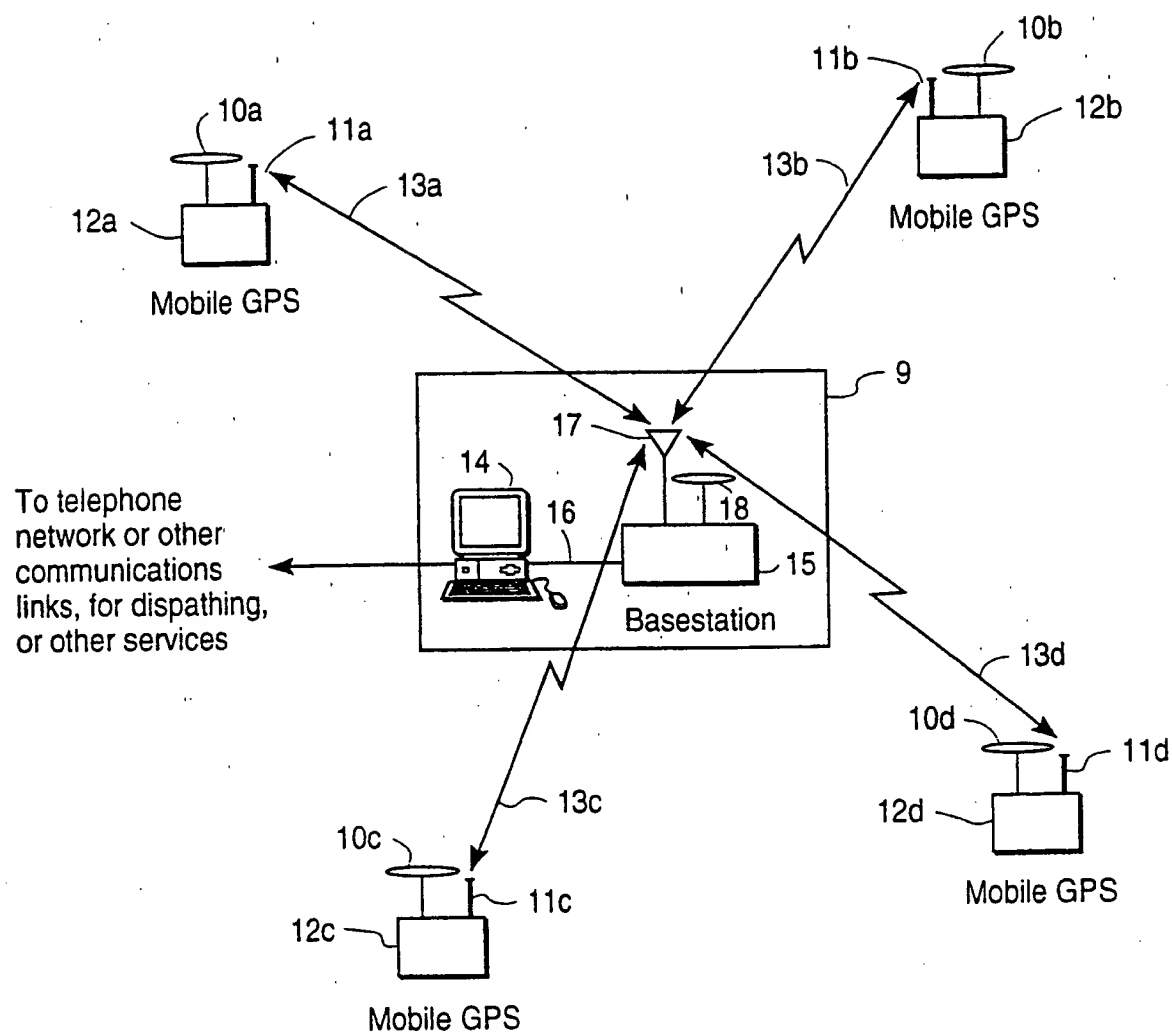 10b
11b
10a
11a
12b
13b
13a
12a
Mobile GPS
Mobile GPS
9
17
14
To telephone
network or other
communications
links, for dispathing,
or other services
16
18
15
Basestation
13d
10d
11d
13c
12d
10c
11c
Mobile GPS
12c
Mobile GPS